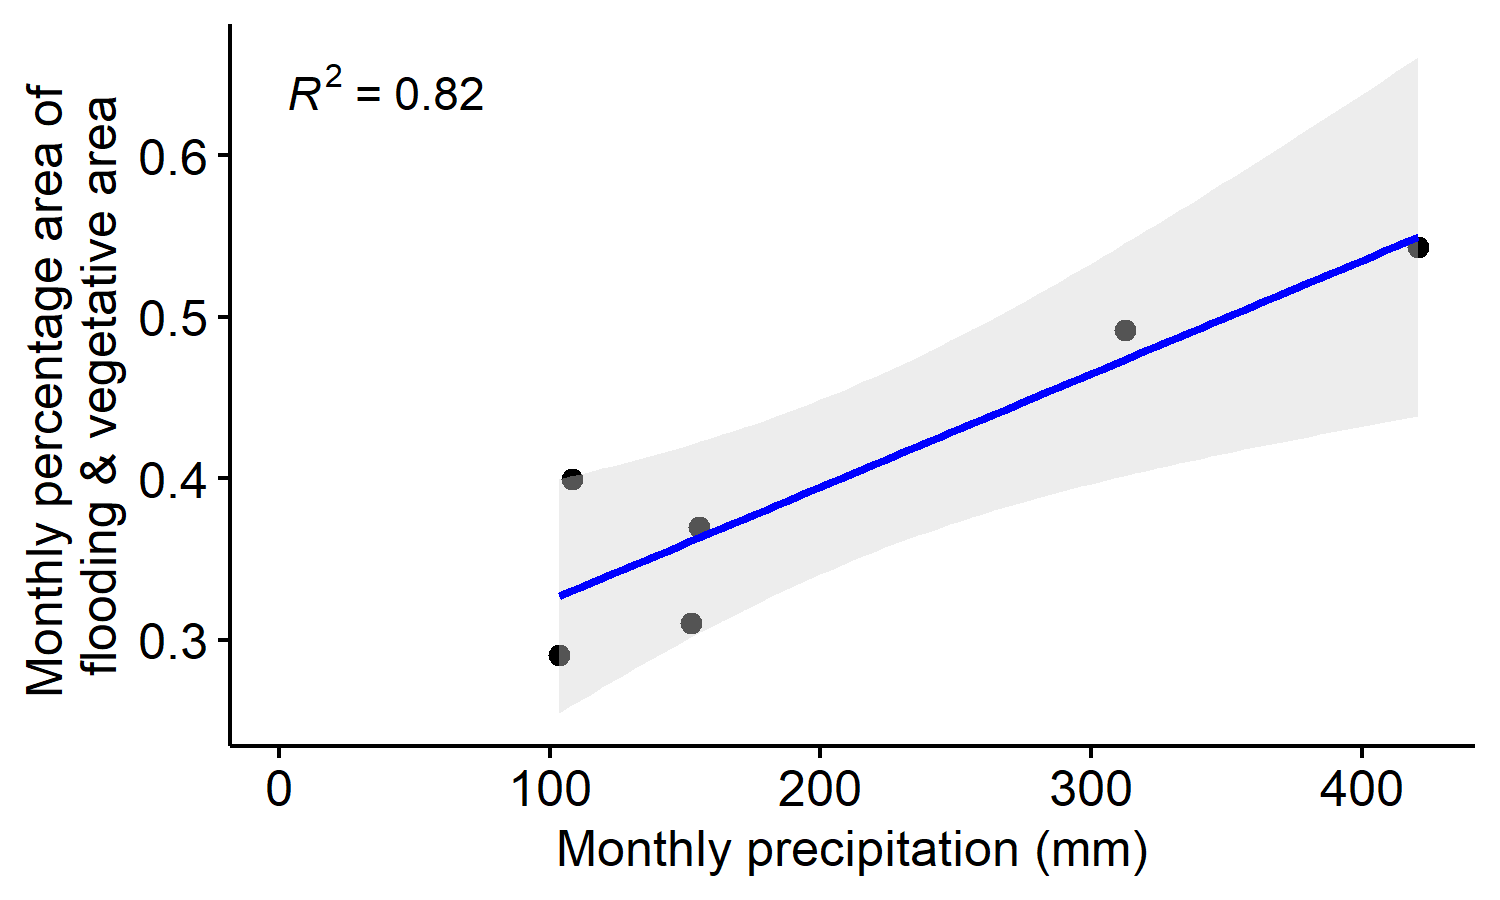 Monthly percentage area of
flooding & vegetative area
R² = 0.82
0.6
0.5
0.4
0.3
0 100 200 300 400
Monthly precipitation (mm)